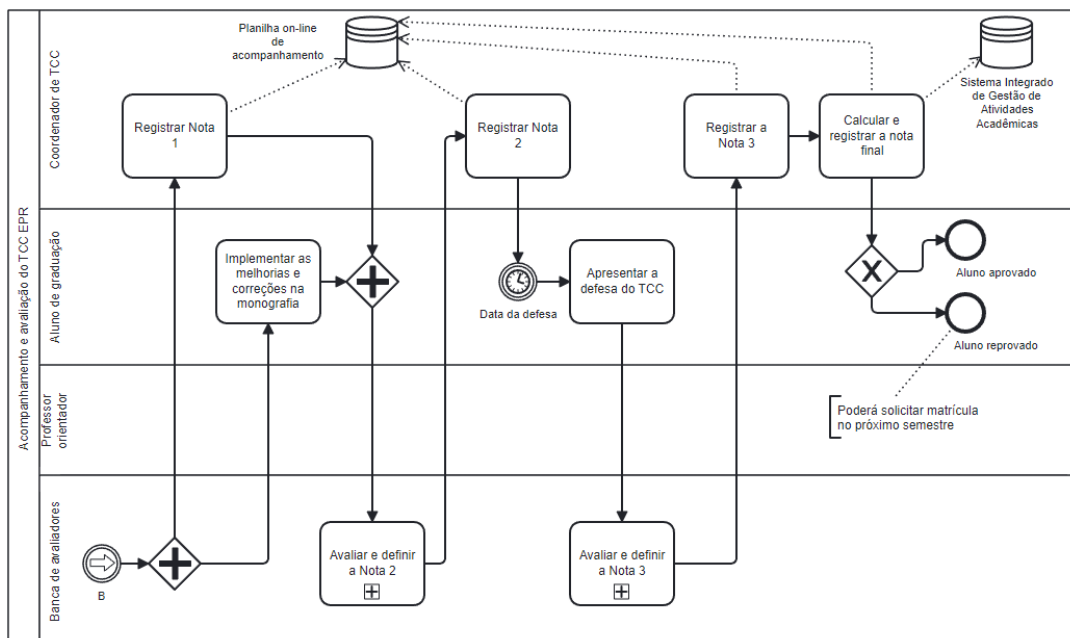 Acompanhamento e avaliação do TCC EPR
Coordenador de TCC
Planilha on-line
de
acompanhamento
Sistema Integrado
de Gestão de
Atividades
Acadêmicas
Registrar Nota
1
Registrar Nota
2
Registrar a
Nota 3
Calcular e
registrar a nota
final
Aluno de graduação
Implementar as
melhorias e
correções na
monografia
Data da defesa
Apresentar a
defesa do TCC
Aluno aprovado
Aluno reprovado
Professor
orientador
Poderá solicitar matrícula
no próximo semestre
Banca de avaliadores
B
Avaliar e definir
a Nota 2
Avaliar e definir
a Nota 3